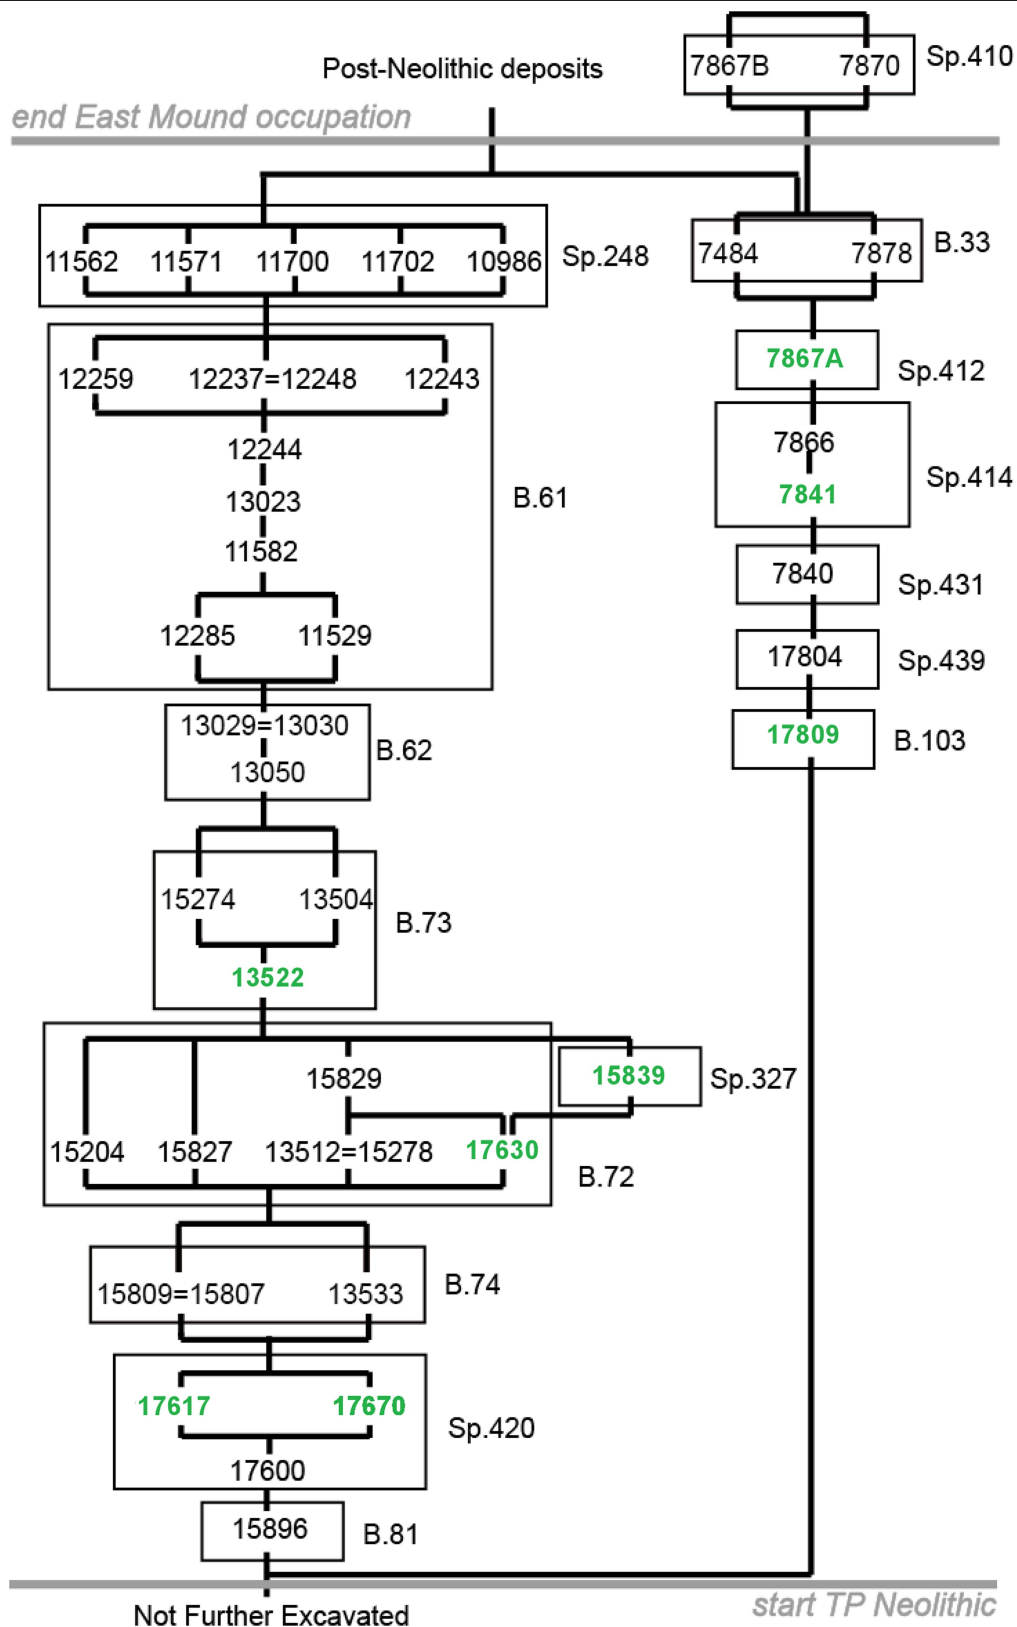 7867B 7870 Sp.410
Post-Neolithic deposits
end East Mound occupation
11562 11571 11700 11702 10986 Sp.248
7484 7878 B.33
12259 12237=12248 12243
7867A Sp.412
12244
13023
11582
12285 11529
B.61
7866
7841
Sp.414
7840 Sp.431
17804 Sp.439
17809 B.103
13029=13030
13050
B.62
15274 13504
13522
B.73
15829
15839 Sp.327
15204 15827 13512=15278 17630
B.72
15809=15807 13533 B.74
17617 17670
17600
Sp.420
15896 B.81
start TP Neolithic
Not Further Excavated